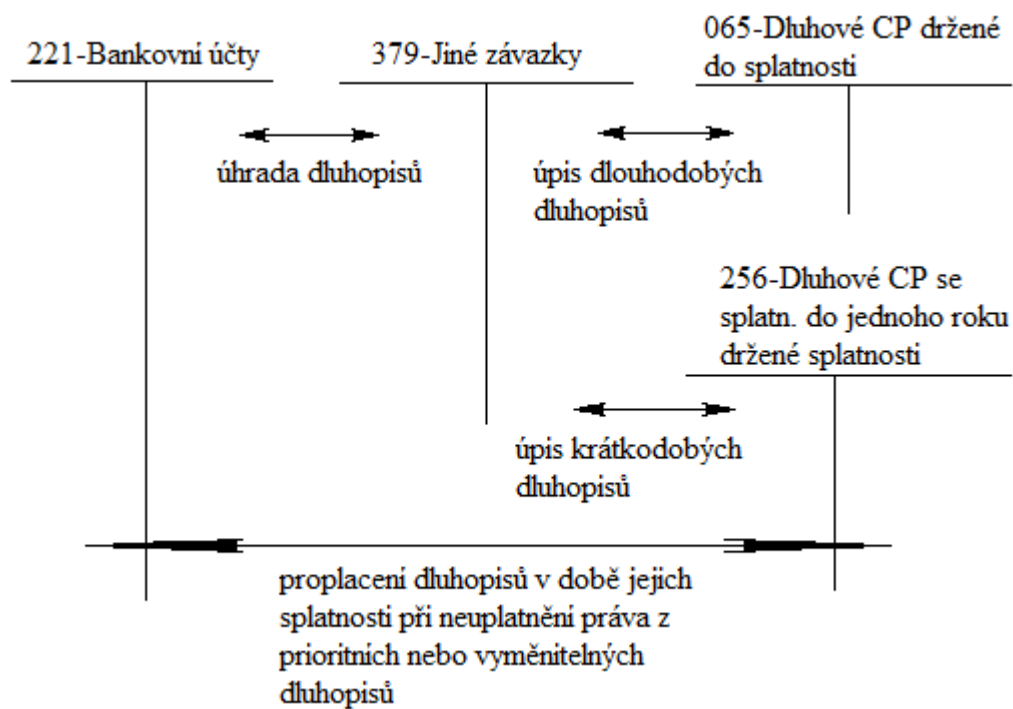 221-Bankovní účty
379-Jiné závazky
065-Dluhové CP držené
do splatnosti
úhrada dluhopisů
úpis dlouhodobých
dluhopisů
256-Dluhové CP se
splatn. do jednoho roku
držené splatnosti
úpis krátkodobých
dluhopisů
proplacení dluhopisů v době jejich
splatnosti při neuplatnění práva z
prioritních nebo vyměnitelných
dluhopisů